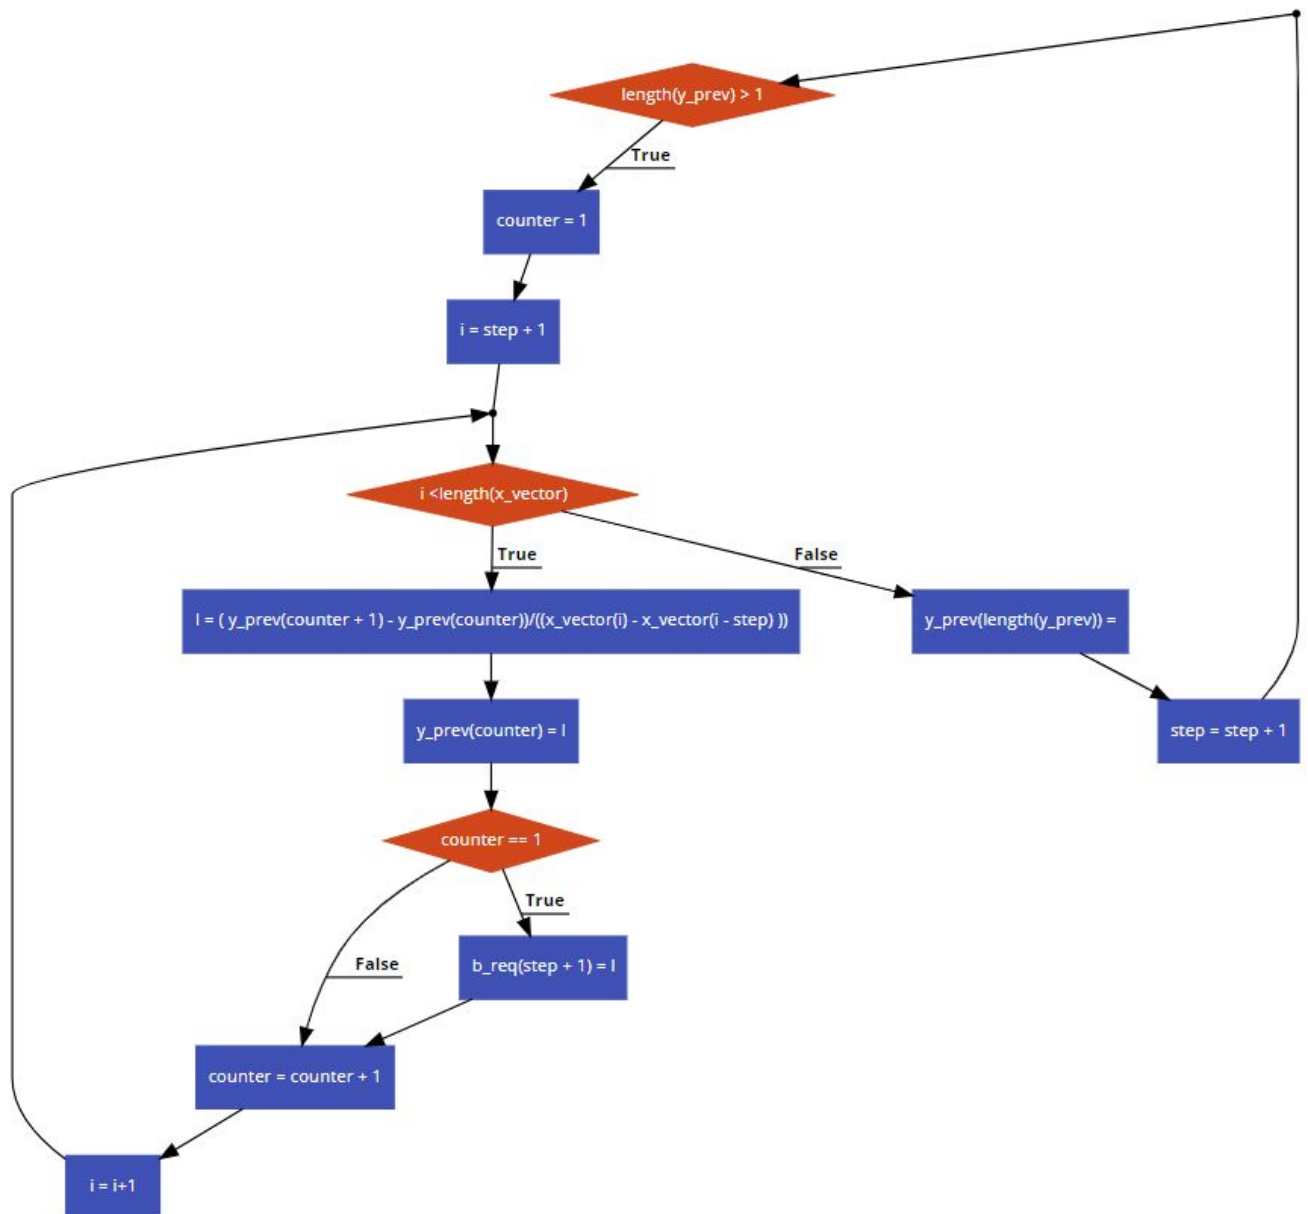 length(y_prev) > 1
True
counter = 1
i = step + 1
i <length(x_vector)
True
False
l = ( y_prev(counter + 1) - y_prev(counter))/((x_vector(i) - x_vector(i - step) ))
y_prev(length(y_prev)) =
y_prev(counter) = l
step = step + 1
counter == 1
True
False
b_req(step + 1) = l
counter = counter + 1
i = i+1